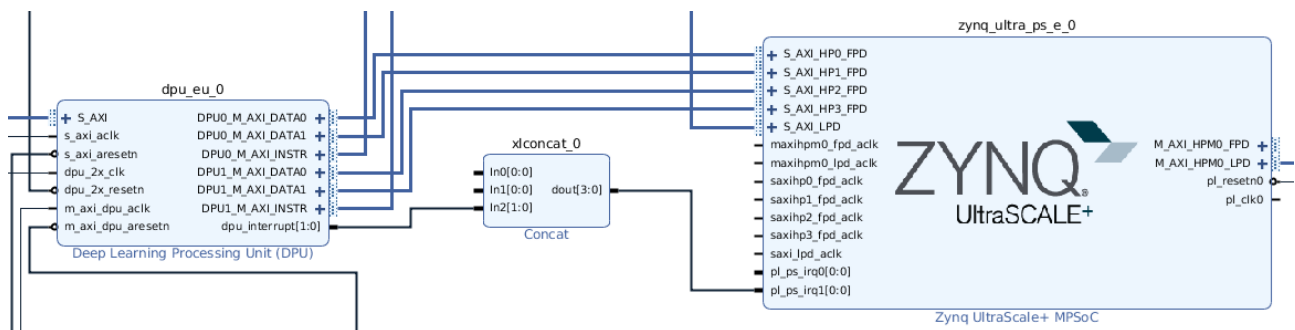 dpu_eu_0
S_AXI
s_axi_aclk
s_axi_aresetn
dpu_2x_clk
dpu_2x_resetn
m_axi_dpu_aclk
m_axi_dpu_aresetn
DPU0_M_AXI_DATA0
DPU0_M_AXI_DATA1
DPU0_M_AXI_INSTR
DPU1_M_AXI_DATA0
DPU1_M_AXI_DATA1
DPU1_M_AXI_INSTR
dpu_interrupt[1:0]
Deep Learning Processing Unit (DPU)
xlconcat_0
In0[0:0]
In1[0:0]
In2[1:0]
dout[3:0]
Concat
zynq_ultra_ps_e_0
S_AXI_HP0_FPD
S_AXI_HP1_FPD
S_AXI_HP2_FPD
S_AXI_HP3_FPD
S_AXI_LPD
maxihpm0_fpd_aclk
maxihpm0_lpd_aclk
saxihp0_fpd_aclk
saxihp1_fpd_aclk
saxihp2_fpd_aclk
saxihp3_fpd_aclk
saxi_lpd_aclk
pl_ps_irq0[0:0]
pl_ps_irq1[0:0]
ZYNQ®
UltraSCALE+
M_AXI_HPM0_FPD
M_AXI_HPM0_LPD
pl_resetn0
pl_clk0
Zynq UltraScale+ MPSoC